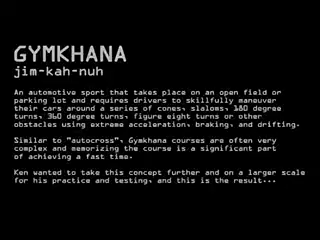 GYMKHANA
jim-kah-nuh
An automotive sport that takes place on an open field or
parking lot and requires drivers to skillfully maneuver
their cars around a series of cones, slaloms, 180 degree
turns, 360 degree turns, figure eight turns or other
obstacles using extreme acceleration, braking, and drifting.
Similar to "autocross", Gymkhana courses are often very
complex and memorizing the course is a significant part
of achieving a fast time.
Ken wanted to take this concept further and on a larger scale
for his practice and testing, and this is the result...